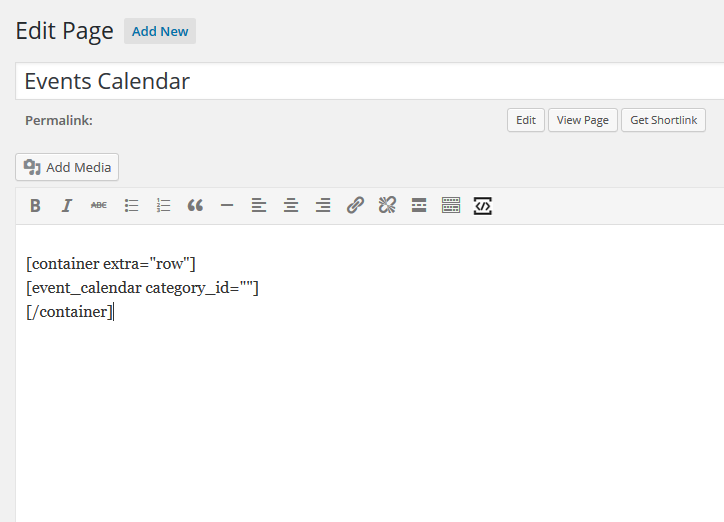 Edit Page Add New
Events Calendar
Permalink: Edit View Page Get Shortlink
Add Media
B I ABC
[container extra="row"]
[event_calendar category_id=""]
[/container]